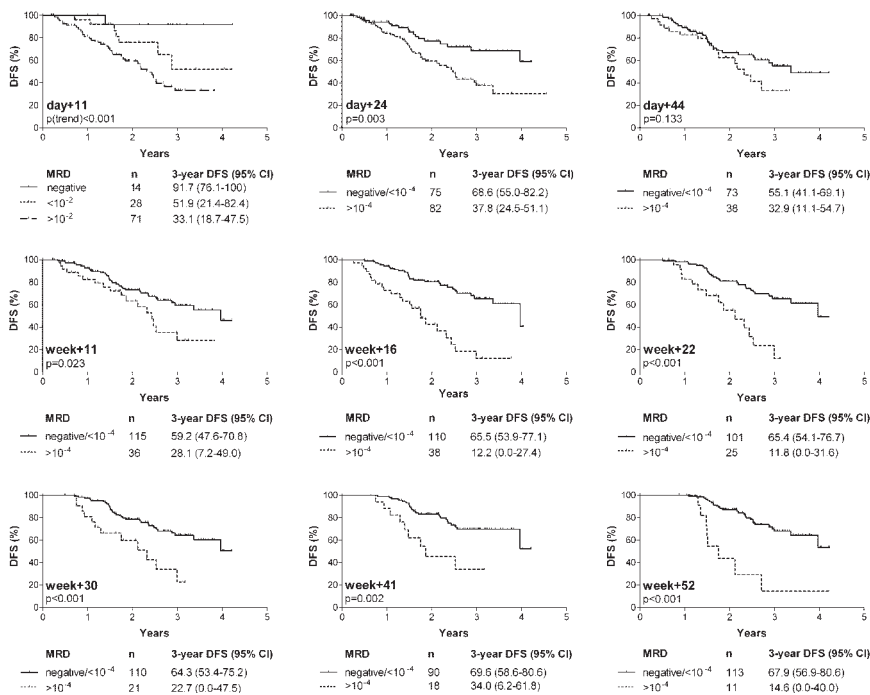 DFS (%)
100
80
60
40
20
0
day+11
p(trend)<0.001
0 1 2 3 4 5
Years
MRD n 3-year DFS (95% CI)
negative 14 91.7 (76.1-100)
<10-2 28 51.9 (21.4-82.4)
>10-2 71 33.1 (18.7-47.5)
DFS (%)
100
80
60
40
20
0
day+24
p=0.003
0 1 2 3 4 5
Years
MRD n 3-year DFS (95% CI)
negative/<10-4 75 68.6 (55.0-82.2)
>10-4 82 37.8 (24.5-51.1)
DFS (%)
100
80
60
40
20
0
day+44
p=0.133
0 1 2 3 4 5
Years
MRD n 3-year DFS (95% CI)
negative/<10-4 73 55.1 (41.1-69.1)
>10-4 38 32.9 (11.1-54.7)
DFS (%)
100
80
60
40
20
0
week+11
p=0.023
0 1 2 3 4 5
Years
MRD n 3-year DFS (95% CI)
negative/<10-4 115 59.2 (47.6-70.8)
>10-4 36 28.1 (7.2-49.0)
DFS (%)
100
80
60
40
20
0
week+16
p<0.001
0 1 2 3 4 5
Years
MRD n 3-year DFS (95% CI)
negative/<10-4 110 65.5 (53.9-77.1)
>10-4 38 12.2 (0.0-27.4)
DFS (%)
100
80
60
40
20
0
week+22
p<0.001
0 1 2 3 4 5
Years
MRD n 3-year DFS (95% CI)
negative/<10-4 101 65.4 (54.1-76.7)
>10-4 25 11.8 (0.0-31.6)
DFS (%)
100
80
60
40
20
0
week+30
p<0.001
0 1 2 3 4 5
Years
MRD n 3-year DFS (95% CI)
negative/<10-4 110 64.3 (53.4-75.2)
>10-4 21 22.7 (0.0-47.5)
DFS (%)
100
80
60
40
20
0
week+41
p=0.002
0 1 2 3 4 5
Years
MRD n 3-year DFS (95% CI)
negative/<10-4 90 69.6 (58.6-80.6)
>10-4 18 34.0 (6.2-61.8)
DFS (%)
100
80
60
40
20
0
week+52
p<0.001
0 1 2 3 4 5
Years
MRD n 3-year DFS (95% CI)
negative/<10-4 113 67.9 (56.9-80.6)
>10-4 11 14.6 (0.0-40.0)